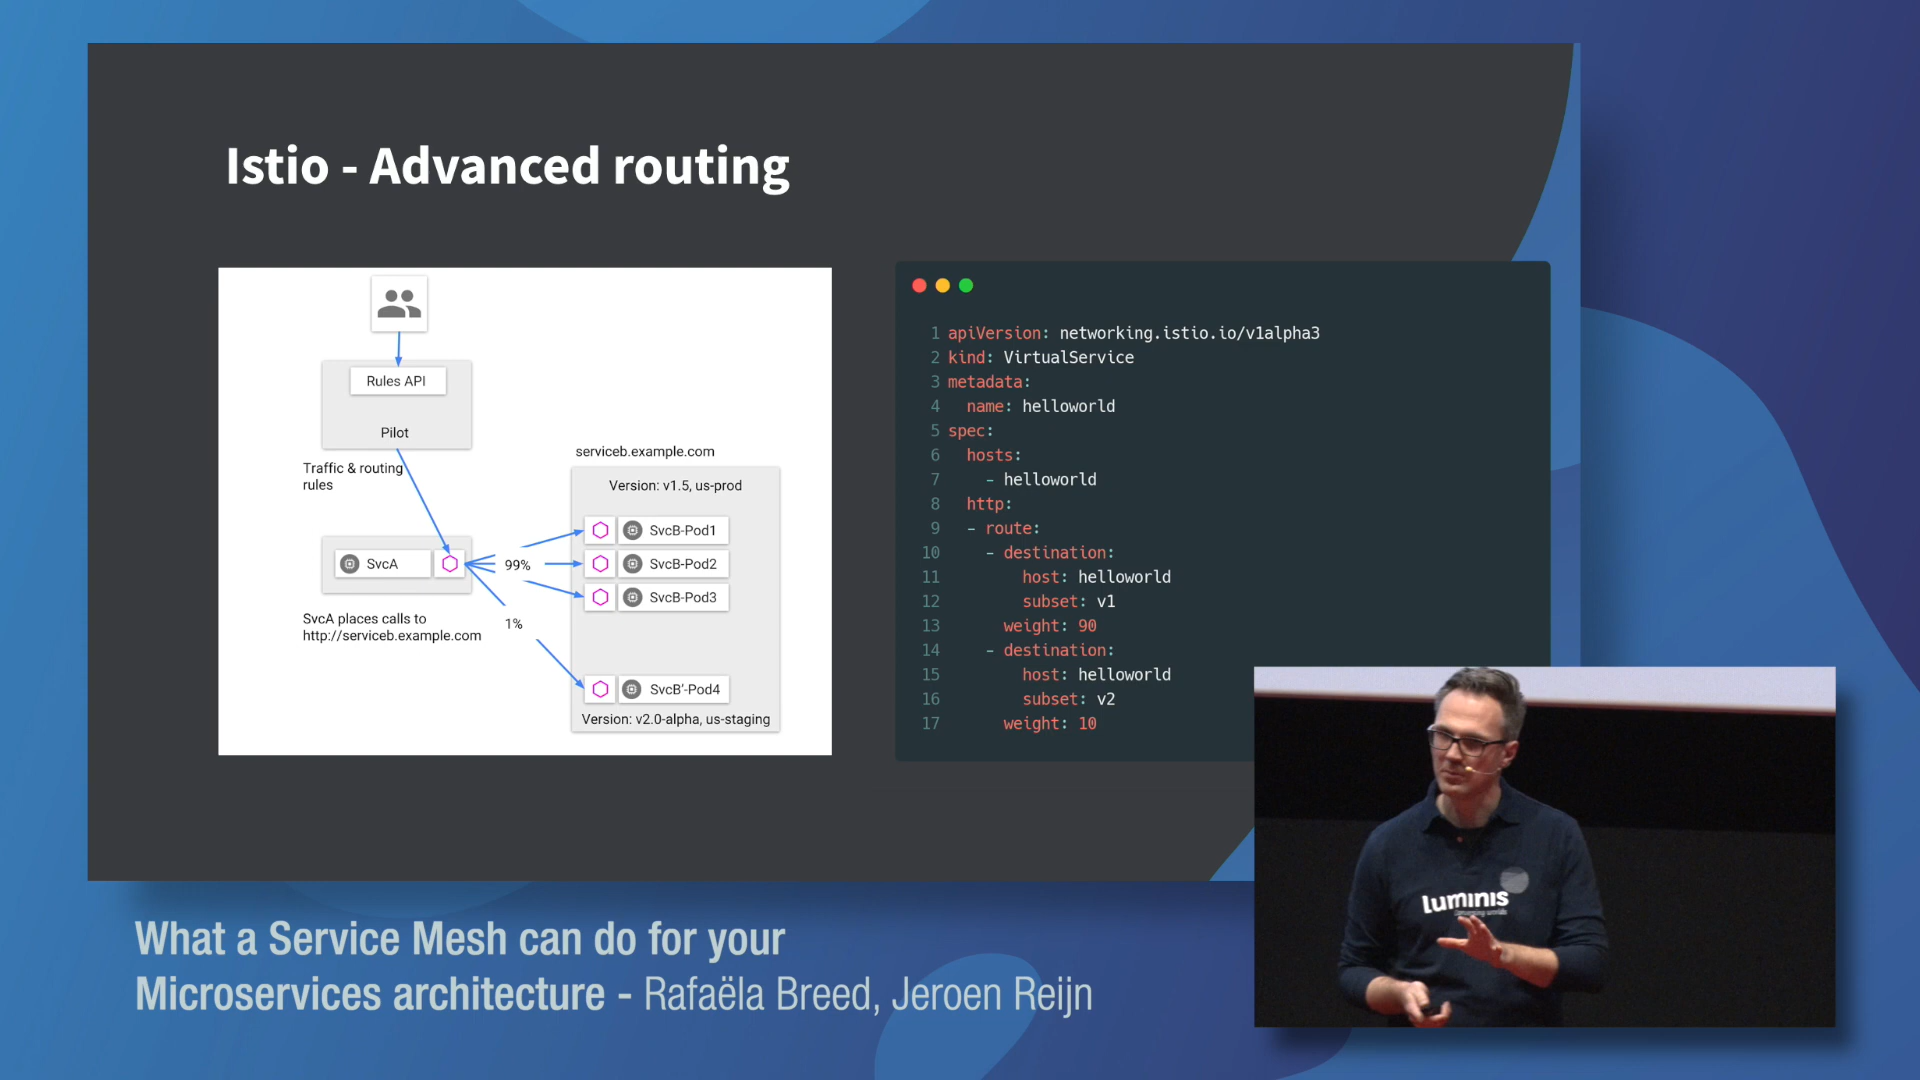 Istio - Advanced routing
Rules API
Pilot
Traffic & routing
rules
SvcA
SvcA places calls to
http://serviceb.example.com
99%
1%
serviceb.example.com
Version: v1.5, us-prod
SvcB-Pod1
SvcB-Pod2
SvcB-Pod3
SvcB'-Pod4
Version: v2.0-alpha, us-staging
1 apiVersion: networking.istio.io/v1alpha3
2 kind: VirtualService
3 metadata:
4   name: helloworld
5 spec:
6   hosts:
7     - helloworld
8   http:
9   - route:
10     - destination:
11         host: helloworld
12         subset: v1
13       weight: 90
14     - destination:
15         host: helloworld
16         subset: v2
17       weight: 10
luminis
What a Service Mesh can do for your
Microservices architecture - Rafaëla Breed, Jeroen Reijn